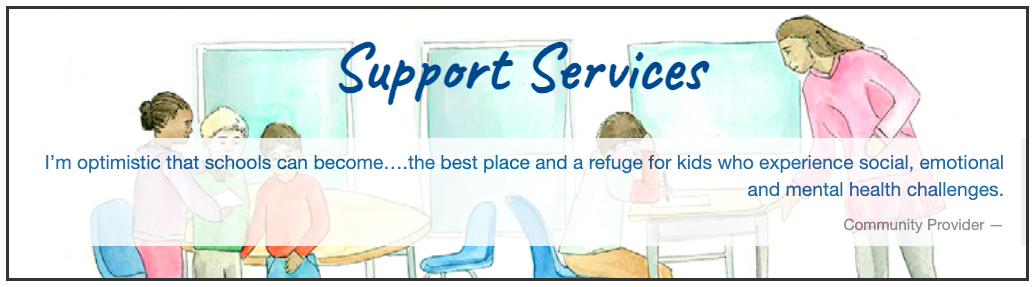 Support Services
I’m optimistic that schools can become….the best place and a refuge for kids who experience social, emotional
and mental health challenges.
Community Provider —